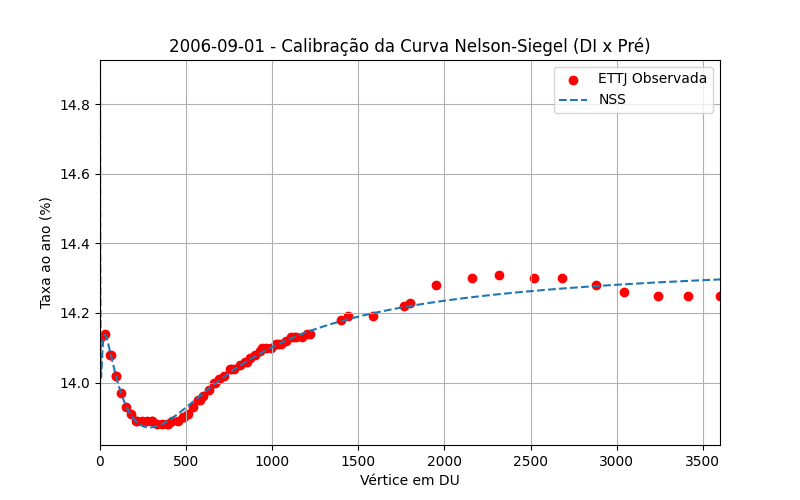 2006-09-01 - Calibração da Curva Nelson-Siegel (DI x Pré)
ETTJ Observada
NSS
Taxa ao ano (%)
14.8
14.6
14.4
14.2
14.0
0 500 1000 1500 2000 2500 3000 3500
Vértice em DU